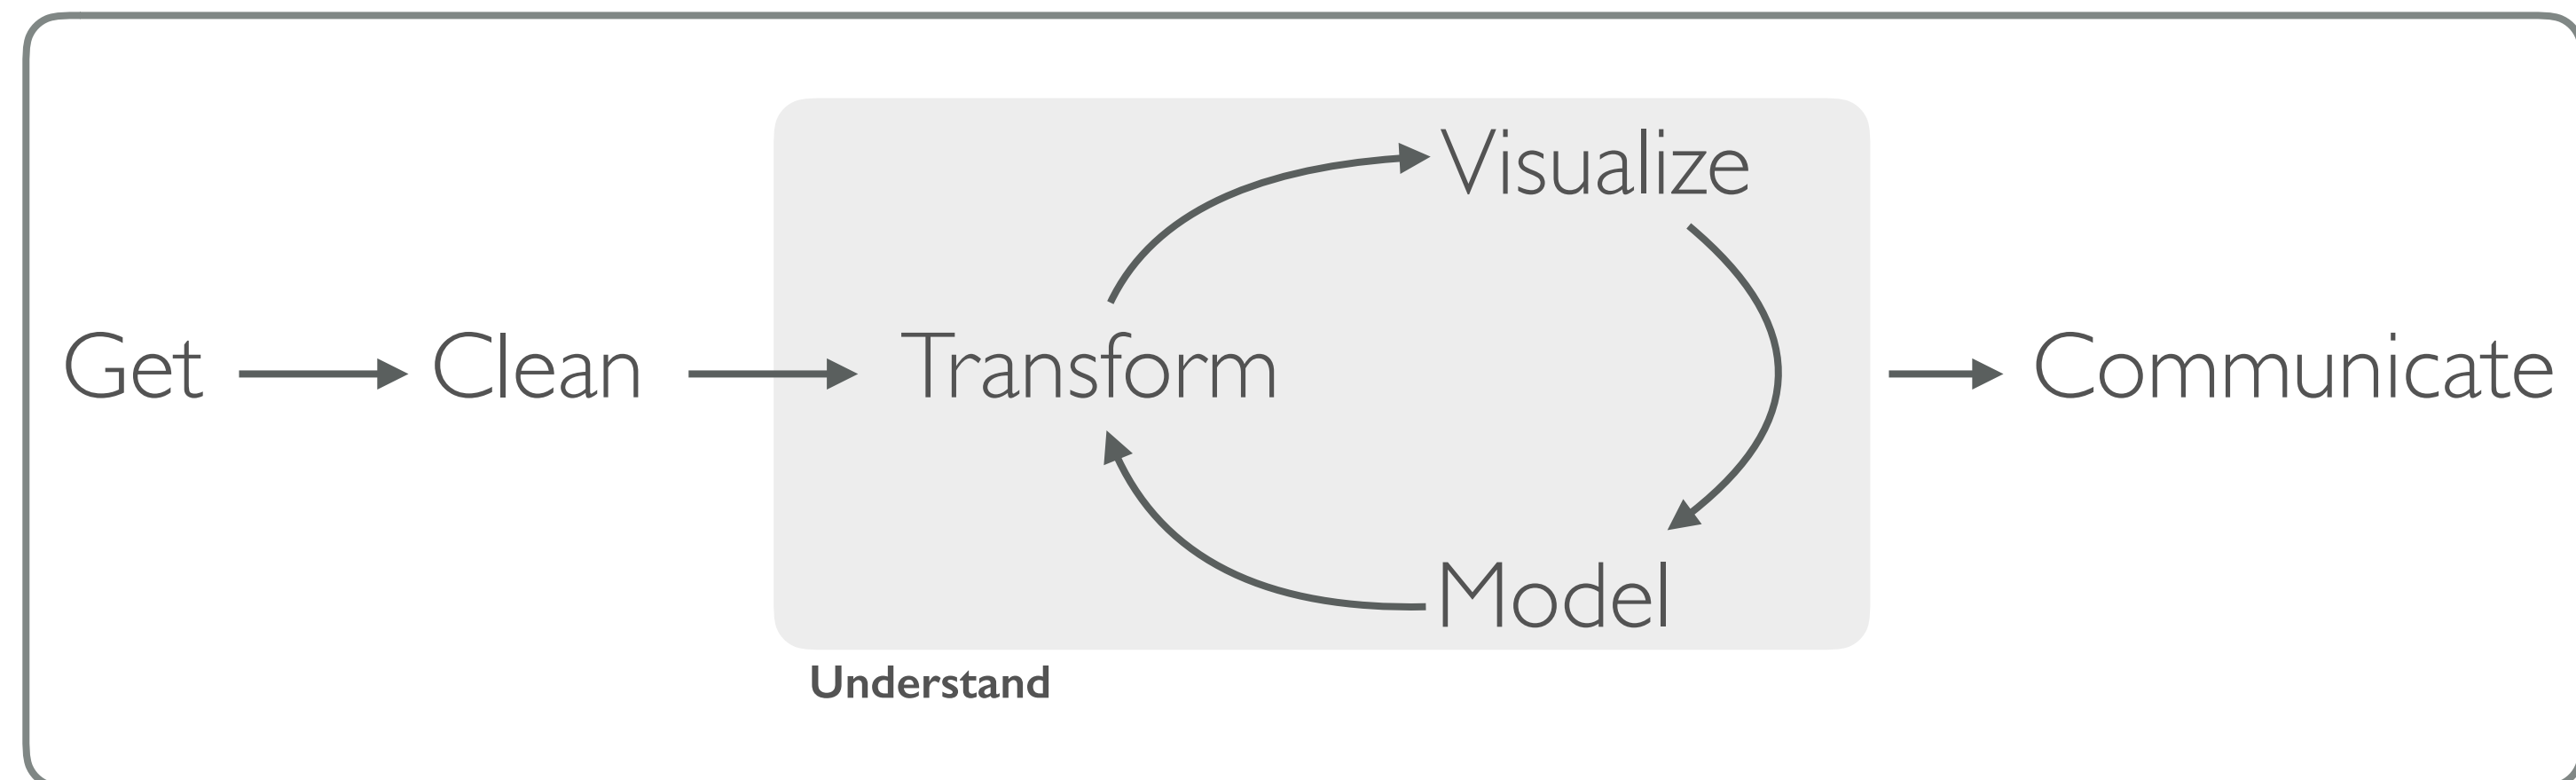 Visualize
Get
Clean
Transform
Communicate
Model
Understand